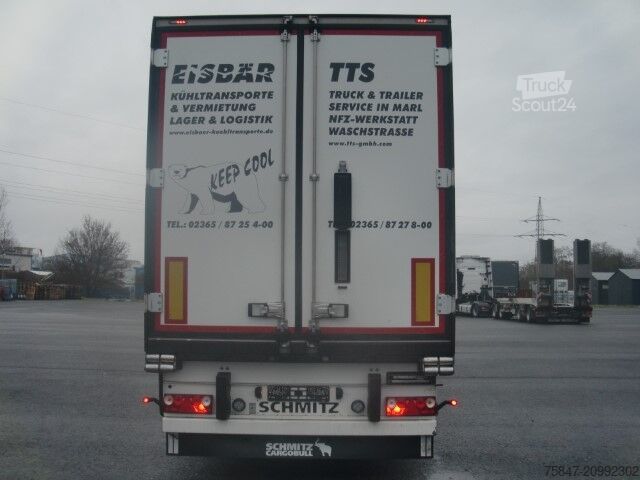 EISBÄR
KÜHLTRANSPORTE
& VERMIETUNG
LAGER & LOGISTIK
www.eisbaer-kuehltransporte.de
KEEP COOL
TEL.: 02365 / 87 25 4-00
TTS
TRUCK & TRAILER
SERVICE IN MARL
NFZ-WERKSTATT
WASCHSTRASSE
www.tts-gmbh.com
02365 / 87 27 8-00
SCHMITZ
SCHMITZ
CARGOBULL
Truck
Scout24
75847-20992302